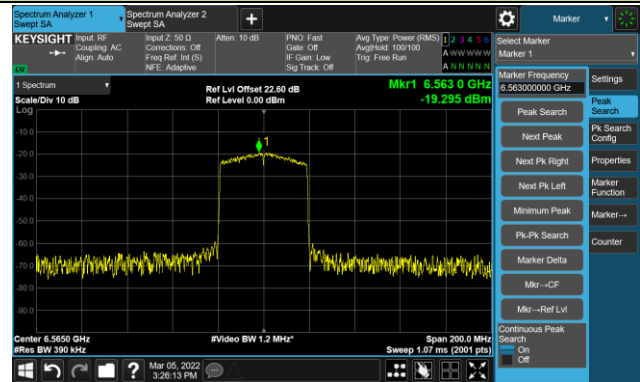 Spectrum Analyzer 1
Swept SA
Spectrum Analyzer 2
Swept SA
+
Marker
KEYSIGHT
Input: RF
Coupling: AC
Align: Auto
Input Z: 50 Ω
Corrections: Off
Freq Ref: Int (S)
NFE: Adaptive
Atten: 10 dB
PNO: Fast
Gate: Off
IF Gain: Low
Sig Track: Off
Avg Type: Power (RMS)
Avg|Hold: 100/100
Trig: Free Run
1 2 3 4 5 6
A W W W W W
A N N N N N
Select Marker
Marker 1
1 Spectrum
Scale/Div 10 dB
Log
Ref Lvl Offset 22.60 dB
Ref Level 0.00 dBm
Mkr1 6.563 0 GHz
-19.295 dBm
1
-10.0
-20.0
-30.0
-40.0
-50.0
-60.0
-70.0
-80.0
-90.0
Center 6.5650 GHz
#Res BW 390 kHz
#Video BW 1.2 MHz*
Span 200.0 MHz
Sweep 1.07 ms (2001 pts)
Marker Frequency
6.563000000 GHz
Peak Search
Next Peak
Next Pk Right
Next Pk Left
Minimum Peak
Pk-Pk Search
Marker Delta
Mkr→CF
Mkr→Ref Lvl
Continuous Peak
Search
On
Off
Settings
Peak
Search
Pk Search
Config
Properties
Marker
Function
Marker→
Counter
?
Mar 05, 2022
3:26:13 PM